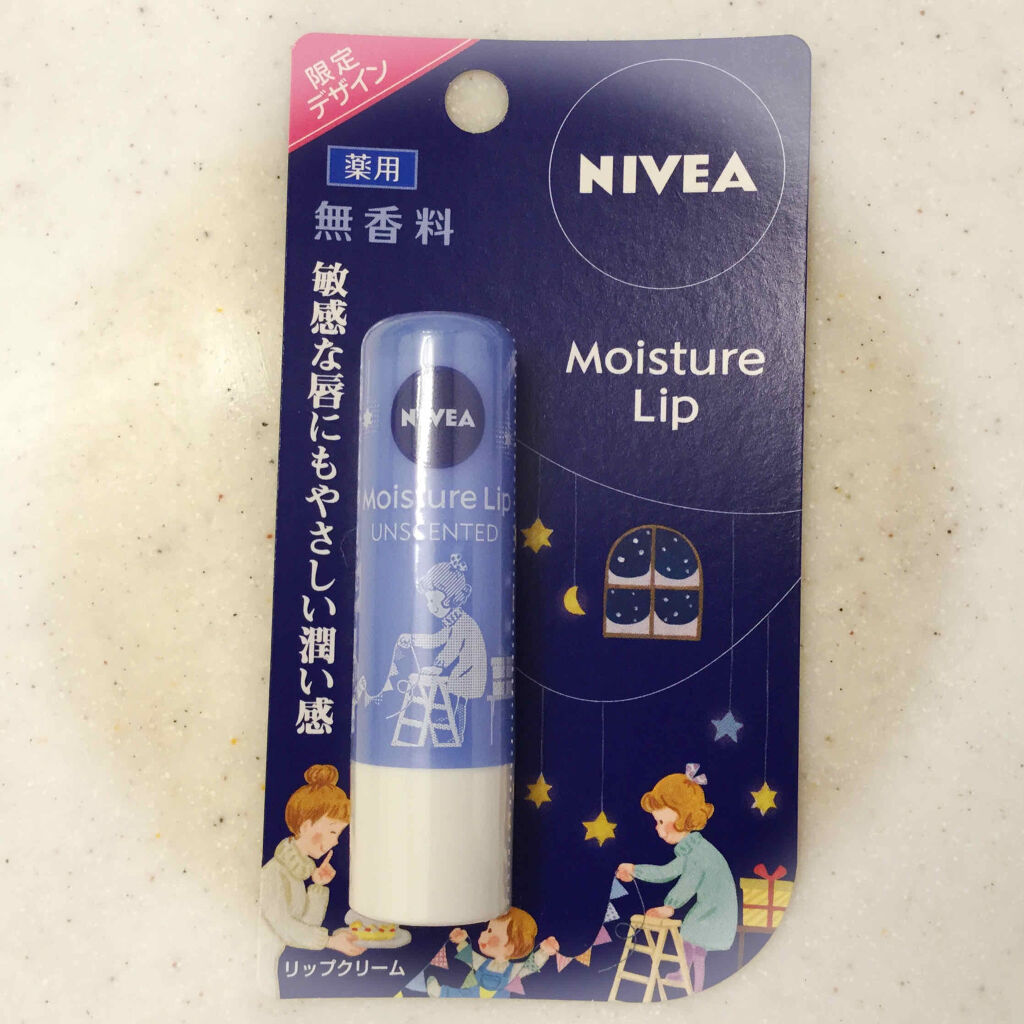 限定
デザイン
薬用
無香料
敏感な唇にもやさしい潤い感
NIVEA
Moisture
Lip
NIVEA
Moisture Lip
UNSCENTED
リップクリーム